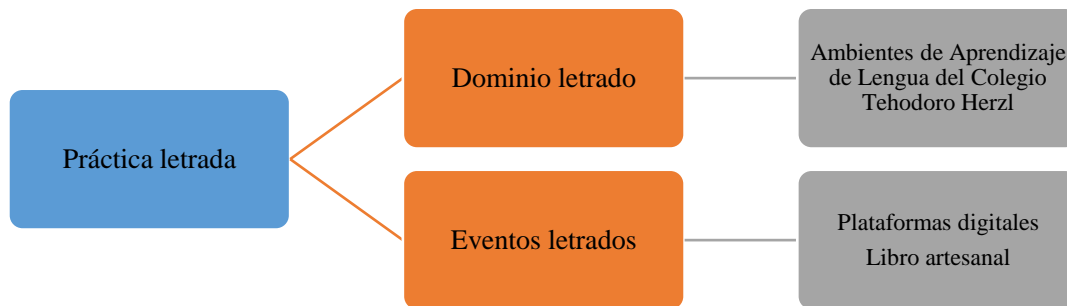 Práctica letrada
Dominio letrado
Ambientes de Aprendizaje
de Lengua del Colegio
Tehodoro Herzl
Eventos letrados
Plataformas digitales
Libro artesanal